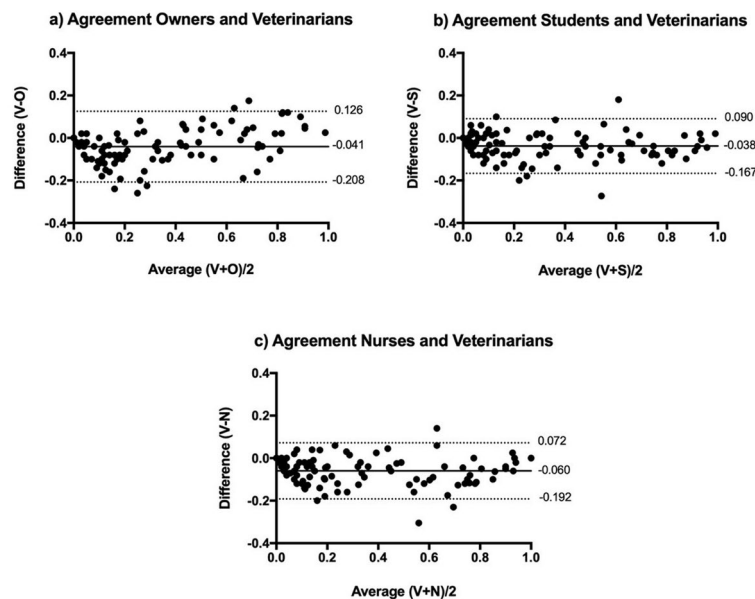 a) Agreement Owners and Veterinarians
0.4
0.2
0.0
-0.2
-0.4
Difference (V-O)
0.126
-0.041
-0.208
0.0 0.2 0.4 0.6 0.8 1.0
Average (V+O)/2
b) Agreement Students and Veterinarians
0.4
0.2
0.0
-0.2
-0.4
Difference (V-S)
0.090
-0.038
-0.167
0.0 0.2 0.4 0.6 0.8 1.0
Average (V+S)/2
c) Agreement Nurses and Veterinarians
0.4
0.2
0.0
-0.2
-0.4
Difference (V-N)
0.072
-0.060
-0.192
0.0 0.2 0.4 0.6 0.8 1.0
Average (V+N)/2